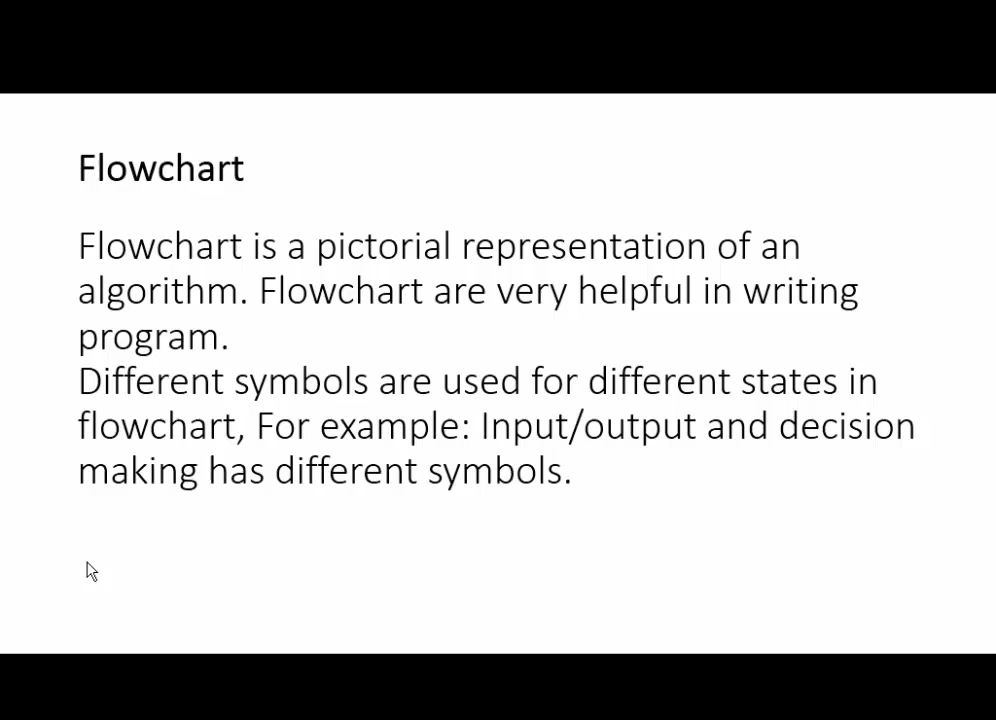 Flowchart
Flowchart is a pictorial representation of an
algorithm. Flowchart are very helpful in writing
program.
Different symbols are used for different states in
flowchart, For example: Input/output and decision
making has different symbols.